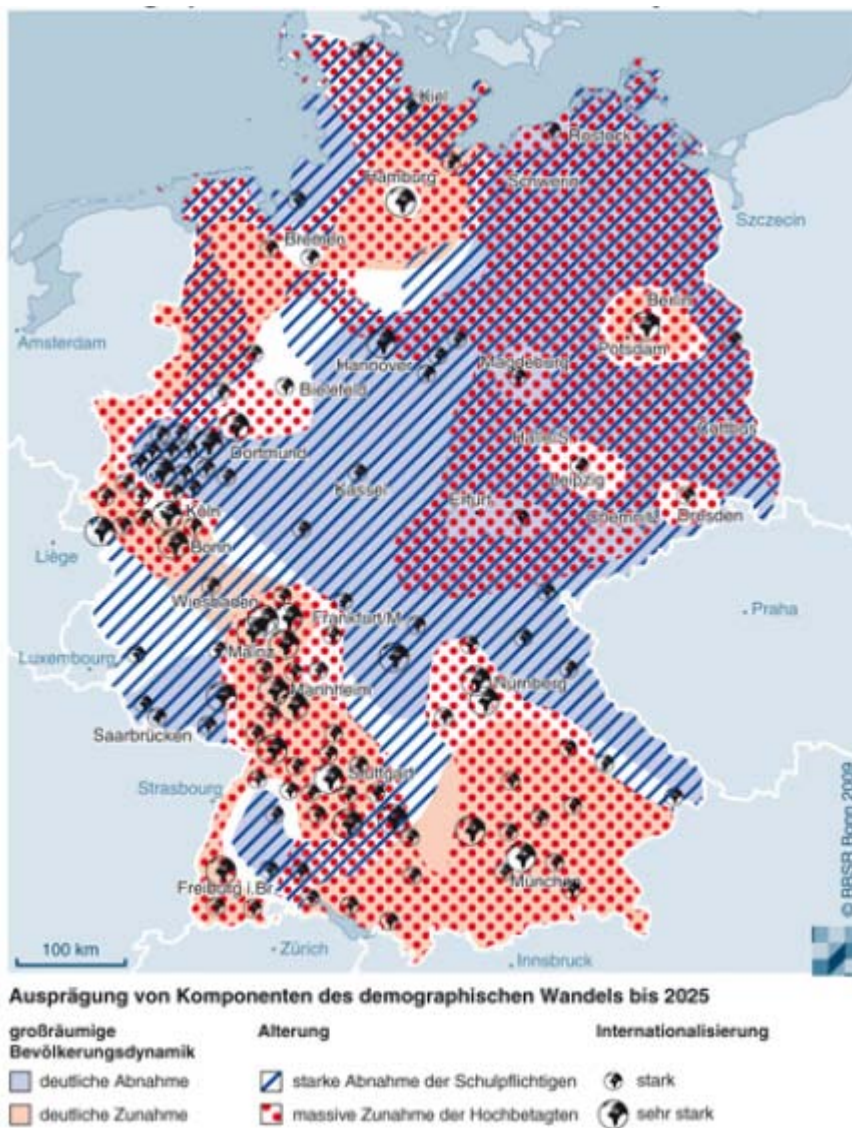 Kiel
Rostock
Hamburg
Schwerin
Szczecin
Bremen
Berlin
Amsterdam
Potsdam
Hannover
Magdeburg
Bielefeld
Dortmund
Halle/S.
Cottbus
Leipzig
Kassel
Erfurt
Köln
Chemnitz
Dresden
Bonn
Liège
Wiesbaden
Frankfurt/M.
Praha
Luxembourg
Mainz
Nürnberg
Mannheim
Saarbrücken
Stuttgart
Strasbourg
München
Freiburg i.Br.
100 km
Zürich
Innsbruck
© BBSR Bonn 2009
Ausprägung von Komponenten des demographischen Wandels bis 2025
großräumige Alterung Internationalisierung
Bevölkerungsdynamik
deutliche Abnahme starke Abnahme der Schulpflichtigen stark
deutliche Zunahme massive Zunahme der Hochbetagten sehr stark